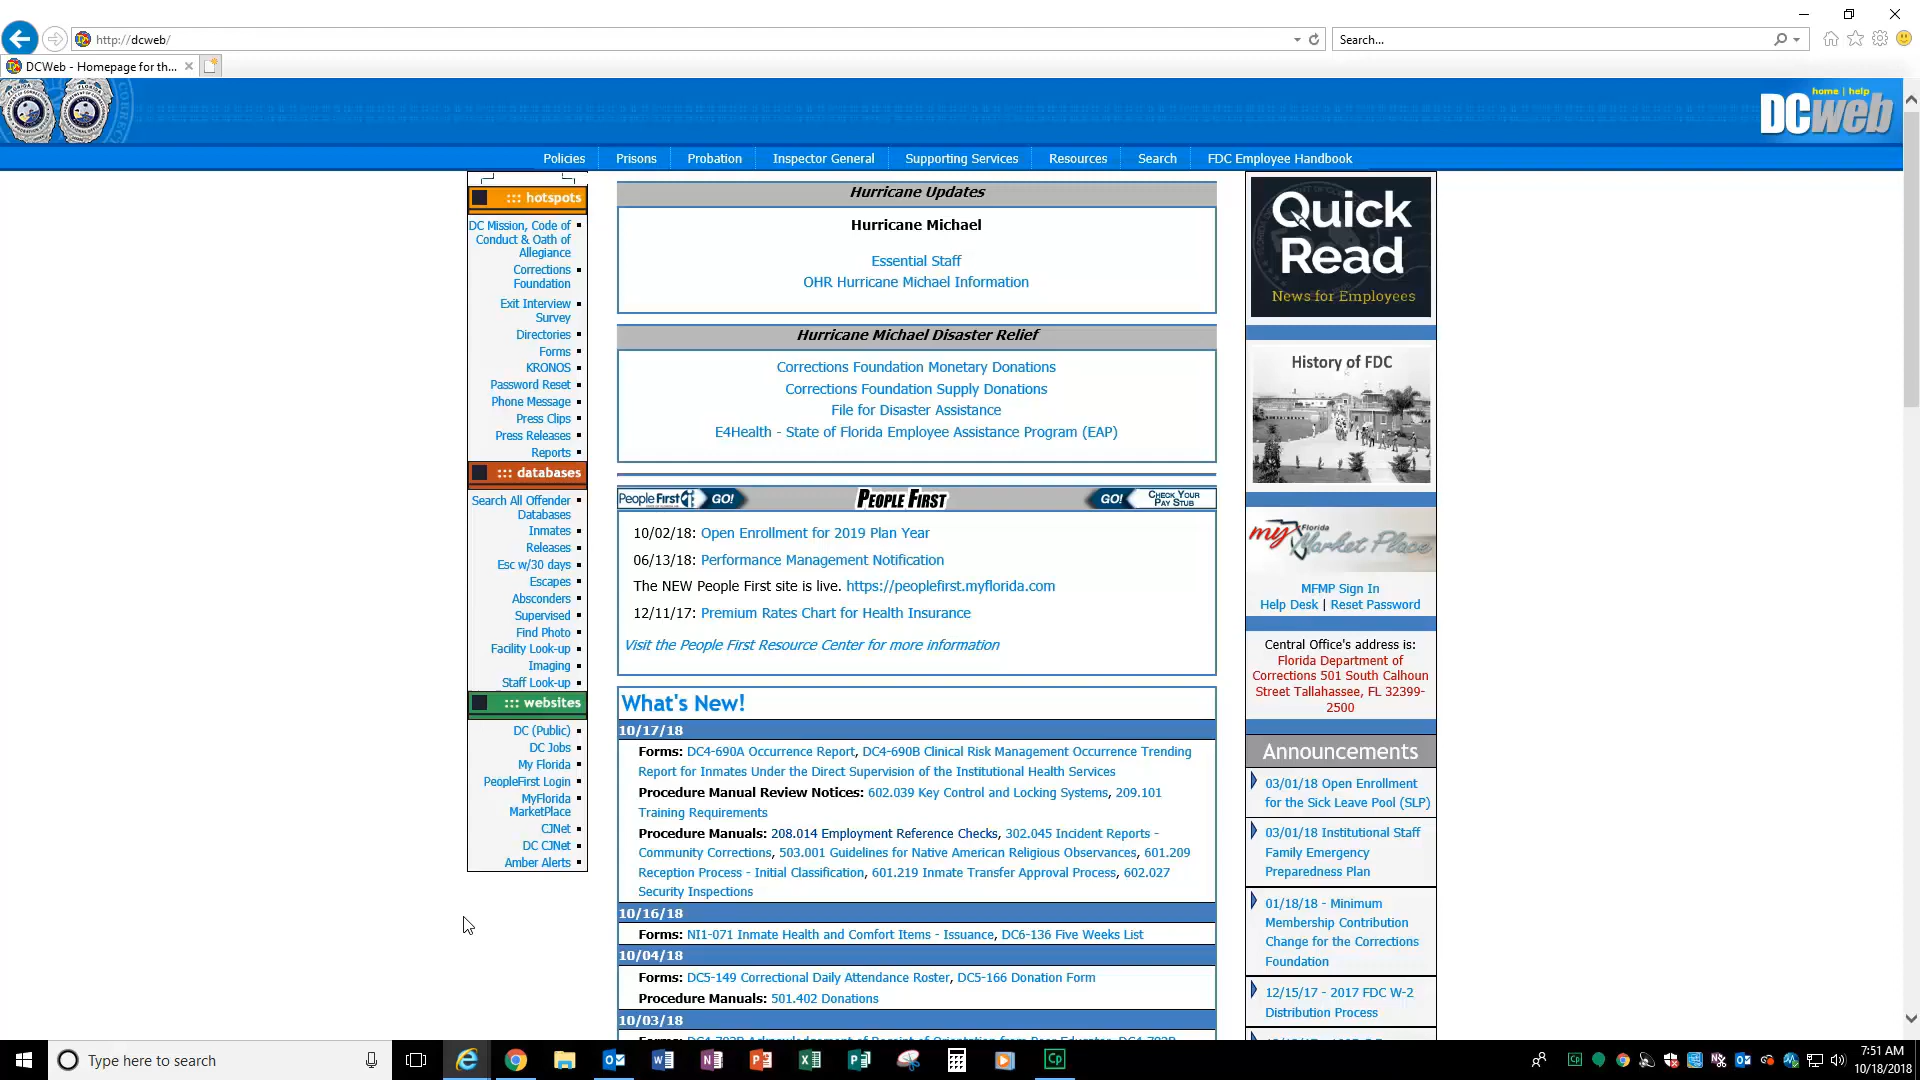 http://dcweb/
Search...
DCWeb - Homepage for th...
home | help
DCweb
Policies
Prisons
Probation
Inspector General
Supporting Services
Resources
Search
FDC Employee Handbook
::: hotspots
DC Mission, Code of
Conduct & Oath of
Allegiance
Corrections
Foundation
Exit Interview
Survey
Directories
Forms
KRONOS
Password Reset
Phone Message
Press Clips
Press Releases
Reports
::: databases
Search All Offender
Databases
Inmates
Releases
Esc w/30 days
Escapes
Absconders
Supervised
Find Photo
Facility Look-up
Imaging
Staff Look-up
::: websites
DC (Public)
DC Jobs
My Florida
PeopleFirst Login
MyFlorida
MarketPlace
CJNet
DC CJNet
Amber Alerts
Hurricane Updates
Hurricane Michael
Essential Staff
OHR Hurricane Michael Information
Hurricane Michael Disaster Relief
Corrections Foundation Monetary Donations
Corrections Foundation Supply Donations
File for Disaster Assistance
E4Health - State of Florida Employee Assistance Program (EAP)
People First GO! PEOPLE FIRST GO! CHECK YOUR
PAY STUB
10/02/18: Open Enrollment for 2019 Plan Year
06/13/18: Performance Management Notification
The NEW People First site is live. https://peoplefirst.myflorida.com
12/11/17: Premium Rates Chart for Health Insurance
Visit the People First Resource Center for more information
What's New!
10/17/18
Forms: DC4-690A Occurrence Report, DC4-690B Clinical Risk Management Occurrence Trending
Report for Inmates Under the Direct Supervision of the Institutional Health Services
Procedure Manual Review Notices: 602.039 Key Control and Locking Systems, 209.101
Training Requirements
Procedure Manuals: 208.014 Employment Reference Checks, 302.045 Incident Reports -
Community Corrections, 503.001 Guidelines for Native American Religious Observances, 601.209
Reception Process - Initial Classification, 601.219 Inmate Transfer Approval Process, 602.027
Security Inspections
10/16/18
Forms: NI1-071 Inmate Health and Comfort Items - Issuance, DC6-136 Five Weeks List
10/04/18
Forms: DC5-149 Correctional Daily Attendance Roster, DC5-166 Donation Form
Procedure Manuals: 501.402 Donations
10/03/18
Quick
Read
News for Employees
History of FDC
my Florida
Market Place
MFMP Sign In
Help Desk | Reset Password
Central Office's address is:
Florida Department of
Corrections 501 South Calhoun
Street Tallahassee, FL 32399-
2500
Announcements
03/01/18 Open Enrollment
for the Sick Leave Pool (SLP)
03/01/18 Institutional Staff
Family Emergency
Preparedness Plan
01/18/18 - Minimum
Membership Contribution
Change for the Corrections
Foundation
12/15/17 - 2017 FDC W-2
Distribution Process
Type here to search
7:51 AM
10/18/2018